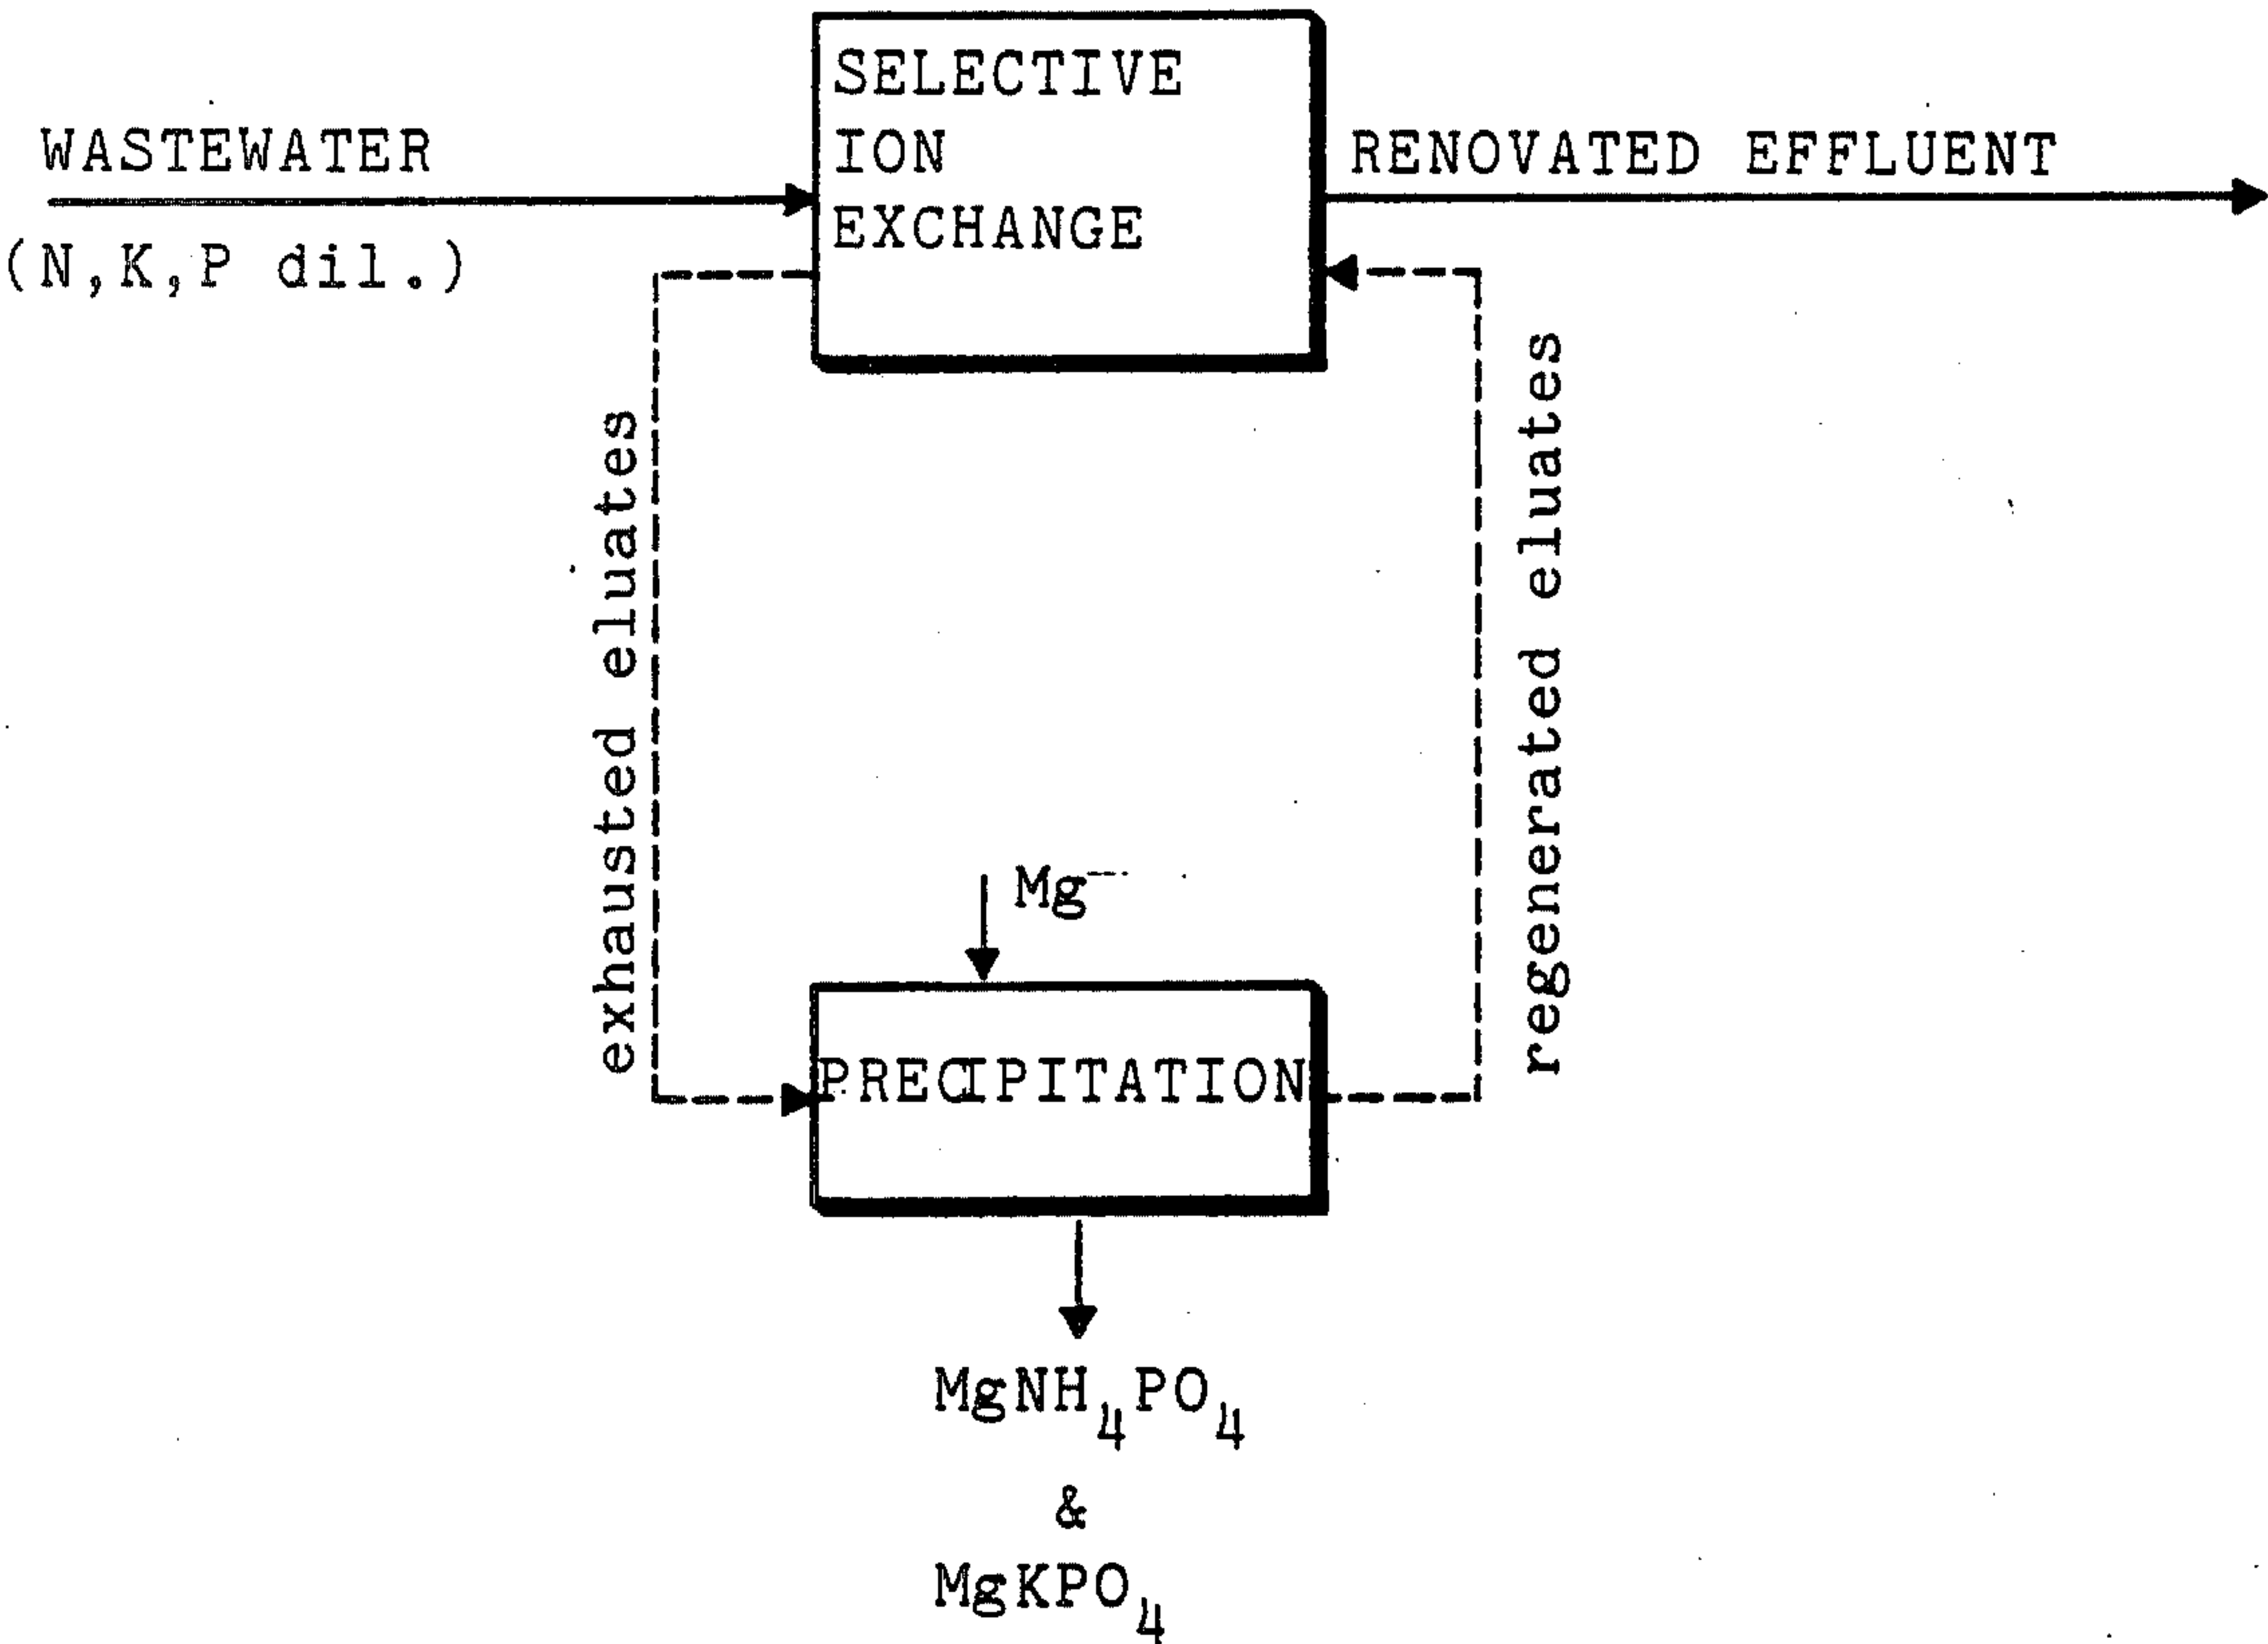 SELECTIVE
ION
EXCHANGE
WASTEWATER
(N,K,P dil.)
RENOVATED EFFLUENT
exhausted eluates
regenerated eluates
Mg
PRECIPITATION
MgNH₄PO₄
&
MgKPO₄